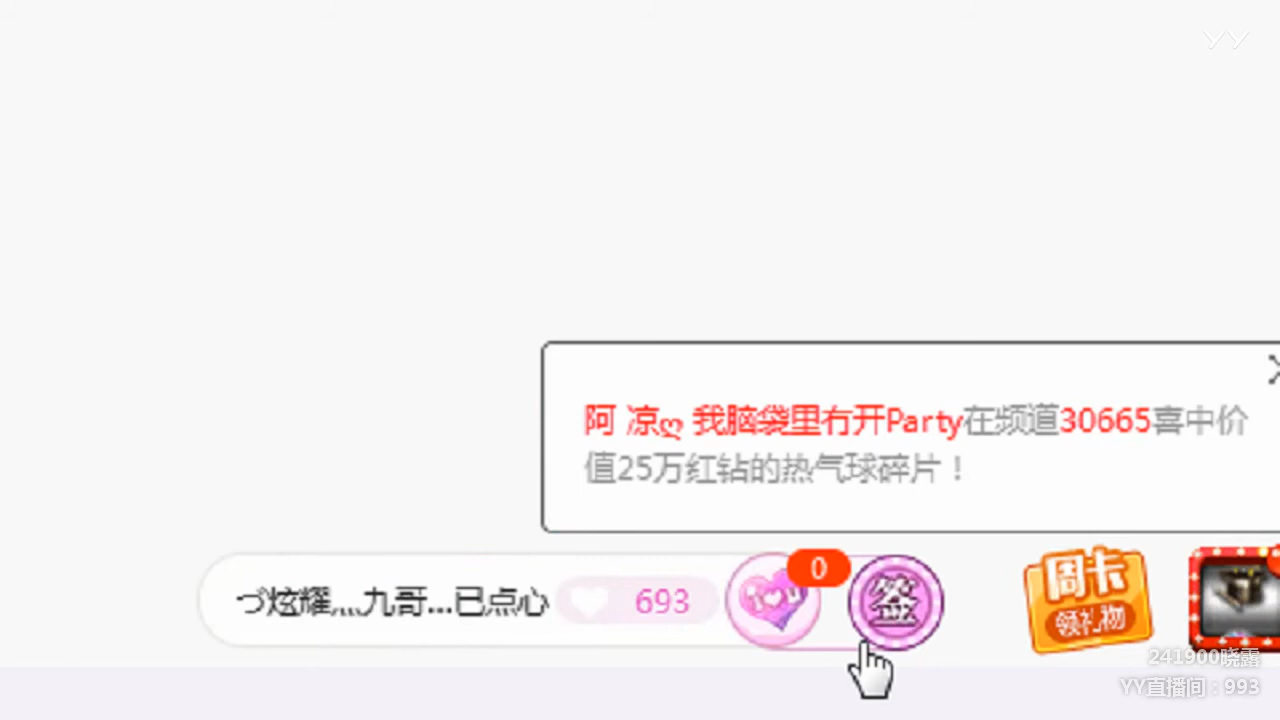 YY
阿 凉ღ 我脑袋里冇开Party在频道30665喜中价
值25万红钻的热气球碎片！
づ炫耀灬九哥...已点心
693
0
签
周卡
领礼物
241900晓露
YY直播间：993